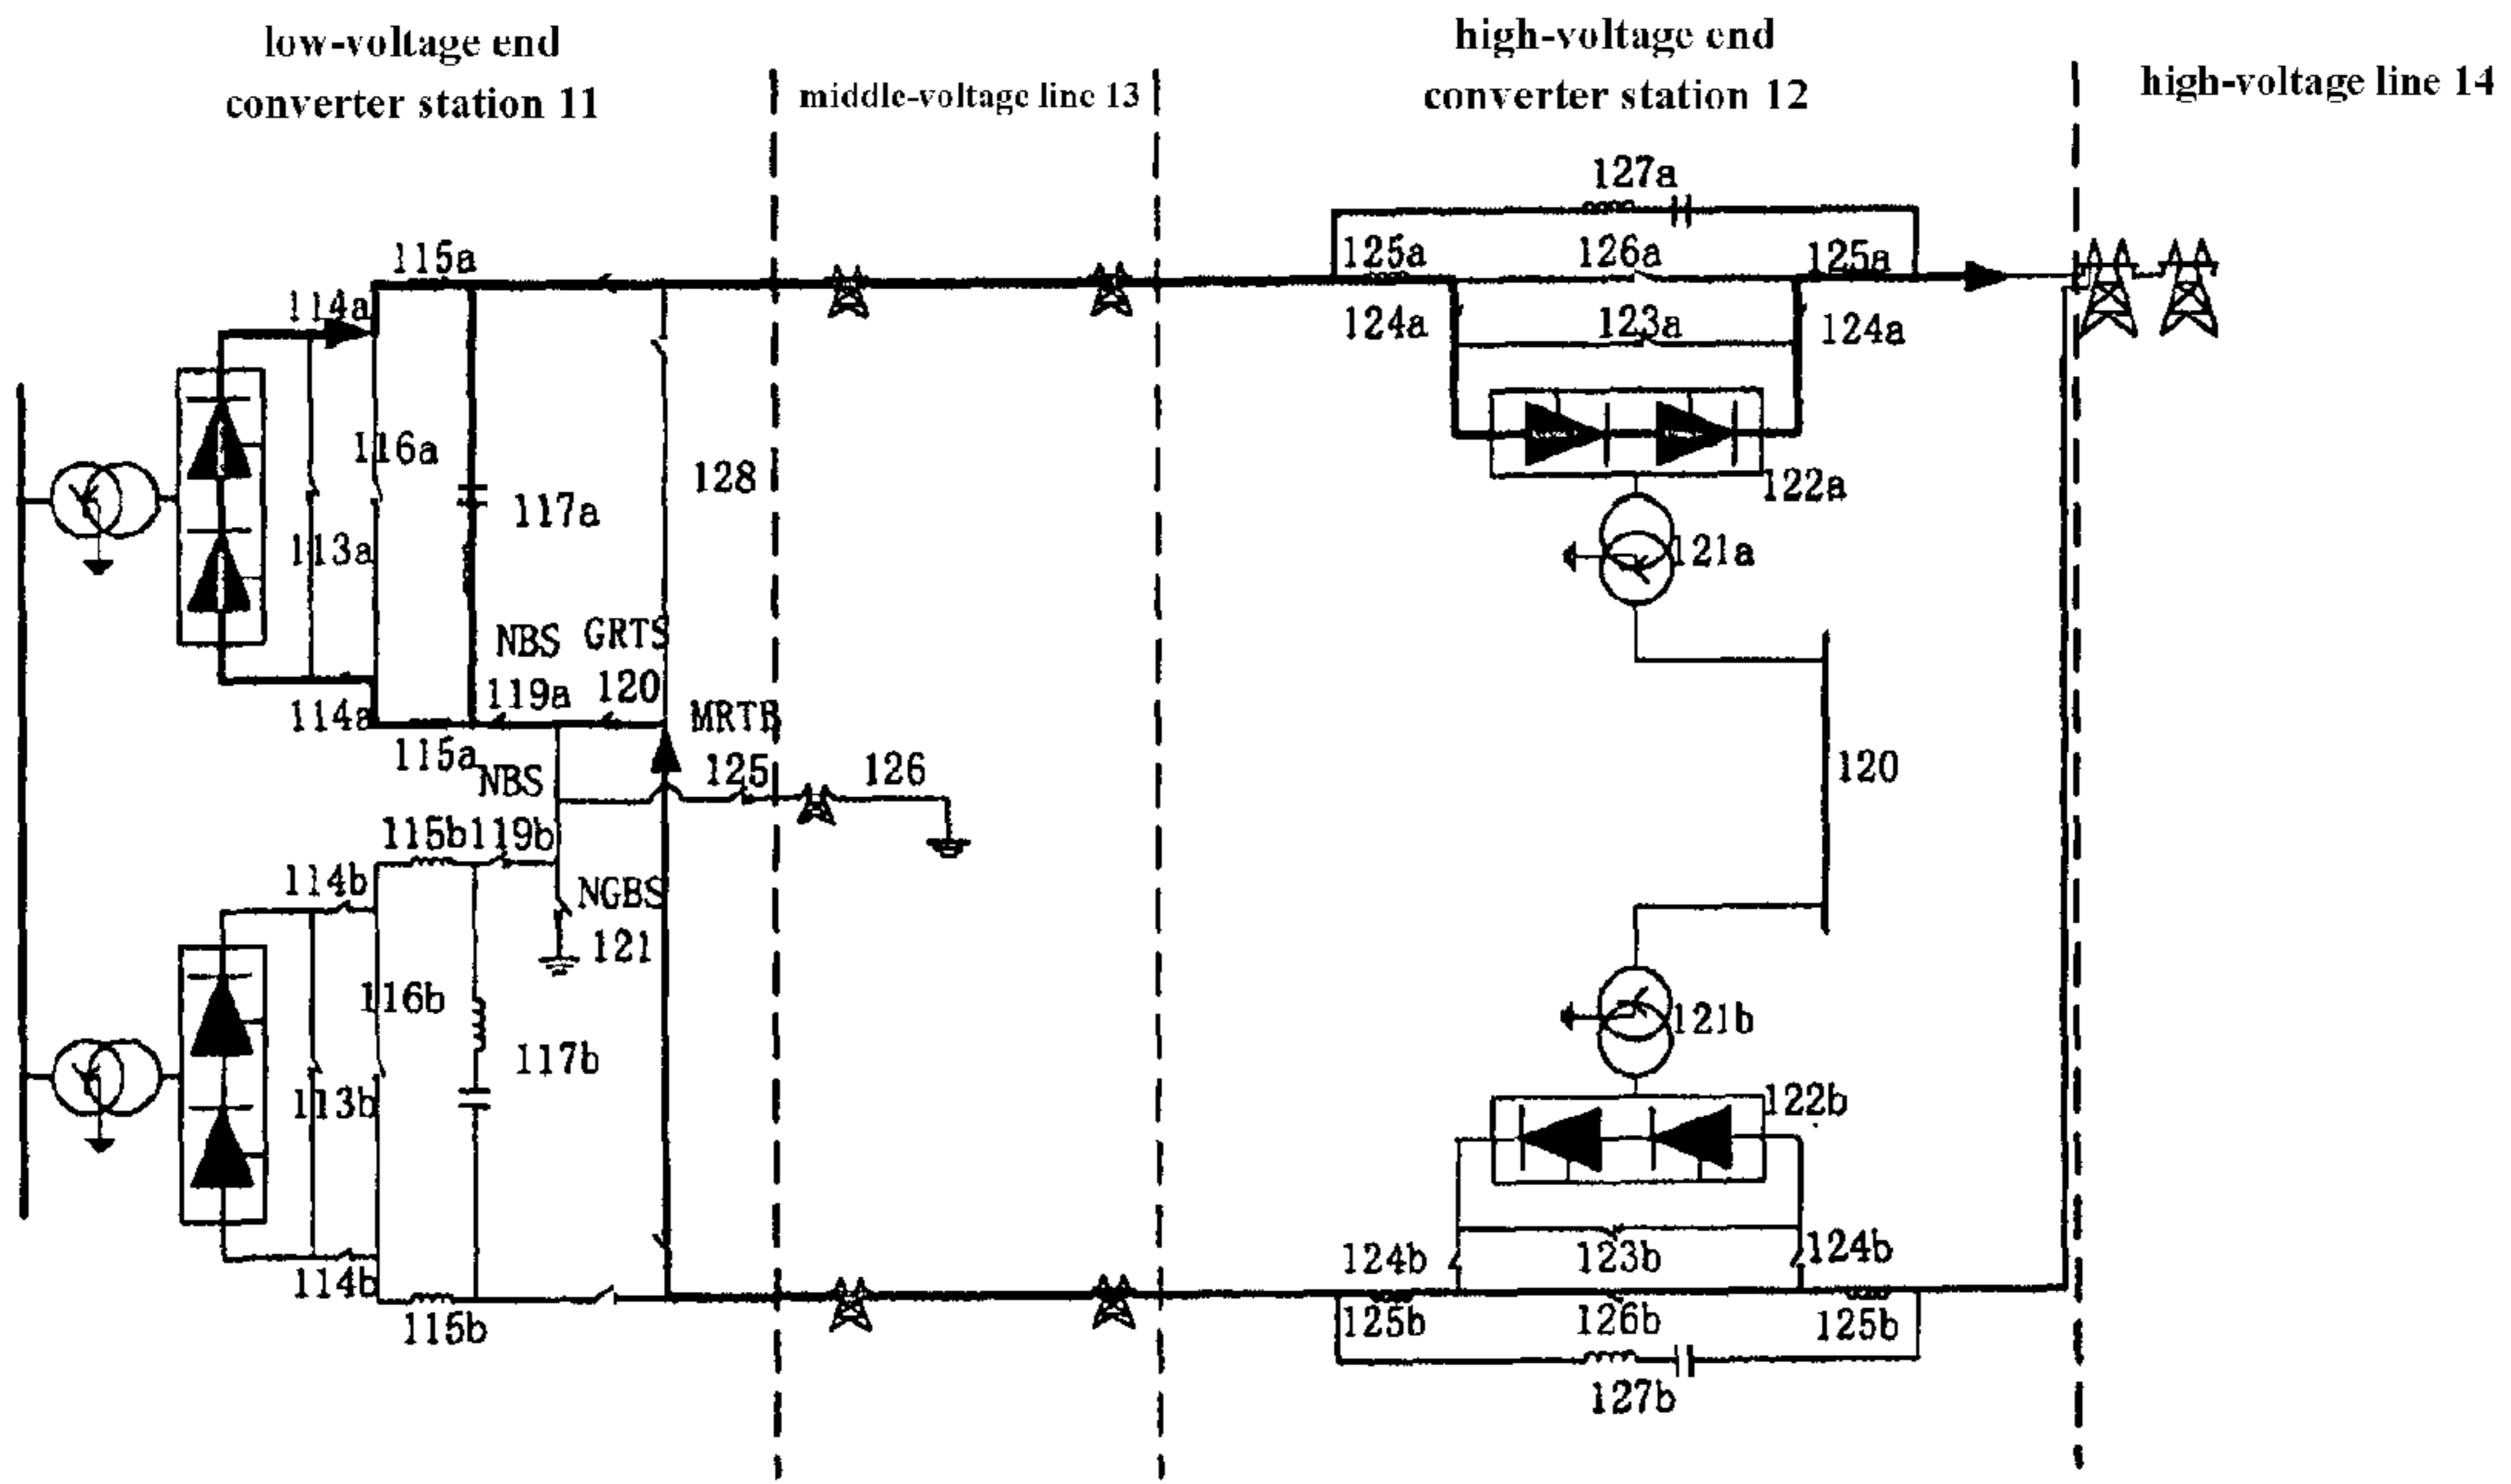 low-voltage end
converter station 11
middle-voltage line 13
high-voltage end
converter station 12
high-voltage line 14
127a
115a
125a
126a
125a
114a
124a
123a
124a
116a
128
122a
117a
113a
121a
NBS
GRTS
119a
120
114a
MRTB
115a
NBS
125
126
120
115b
119b
114b
NGBS
121
116b
121b
117b
113b
122b
124b
123b
124b
114b
115b
125b
126b
125b
127b